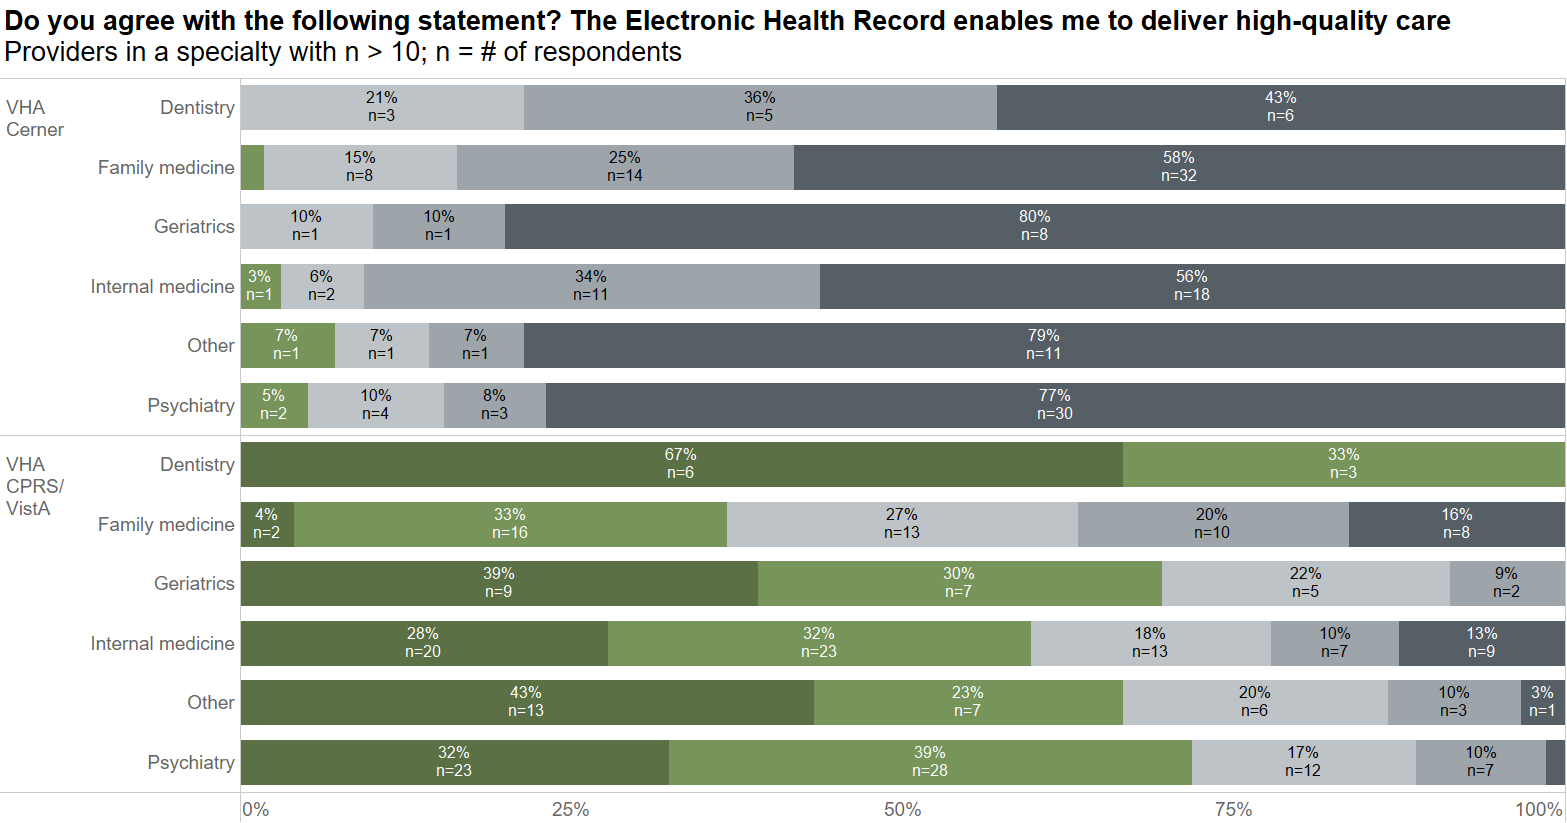 Do you agree with the following statement? The Electronic Health Record enables me to deliver high-quality care
Providers in a specialty with n > 10; n = # of respondents
VHA
Cerner
Dentistry
21%
n=3
36%
n=5
43%
n=6
Family medicine
15%
n=8
25%
n=14
58%
n=32
Geriatrics
10%
n=1
10%
n=1
80%
n=8
Internal medicine
3%
n=1
6%
n=2
34%
n=11
56%
n=18
Other
7%
n=1
7%
n=1
7%
n=1
79%
n=11
Psychiatry
5%
n=2
10%
n=4
8%
n=3
77%
n=30
VHA
CPRS/
VistA
Dentistry
67%
n=6
33%
n=3
Family medicine
4%
n=2
33%
n=16
27%
n=13
20%
n=10
16%
n=8
Geriatrics
39%
n=9
30%
n=7
22%
n=5
9%
n=2
Internal medicine
28%
n=20
32%
n=23
18%
n=13
10%
n=7
13%
n=9
Other
43%
n=13
23%
n=7
20%
n=6
10%
n=3
3%
n=1
Psychiatry
32%
n=23
39%
n=28
17%
n=12
10%
n=7
0%
25%
50%
75%
100%